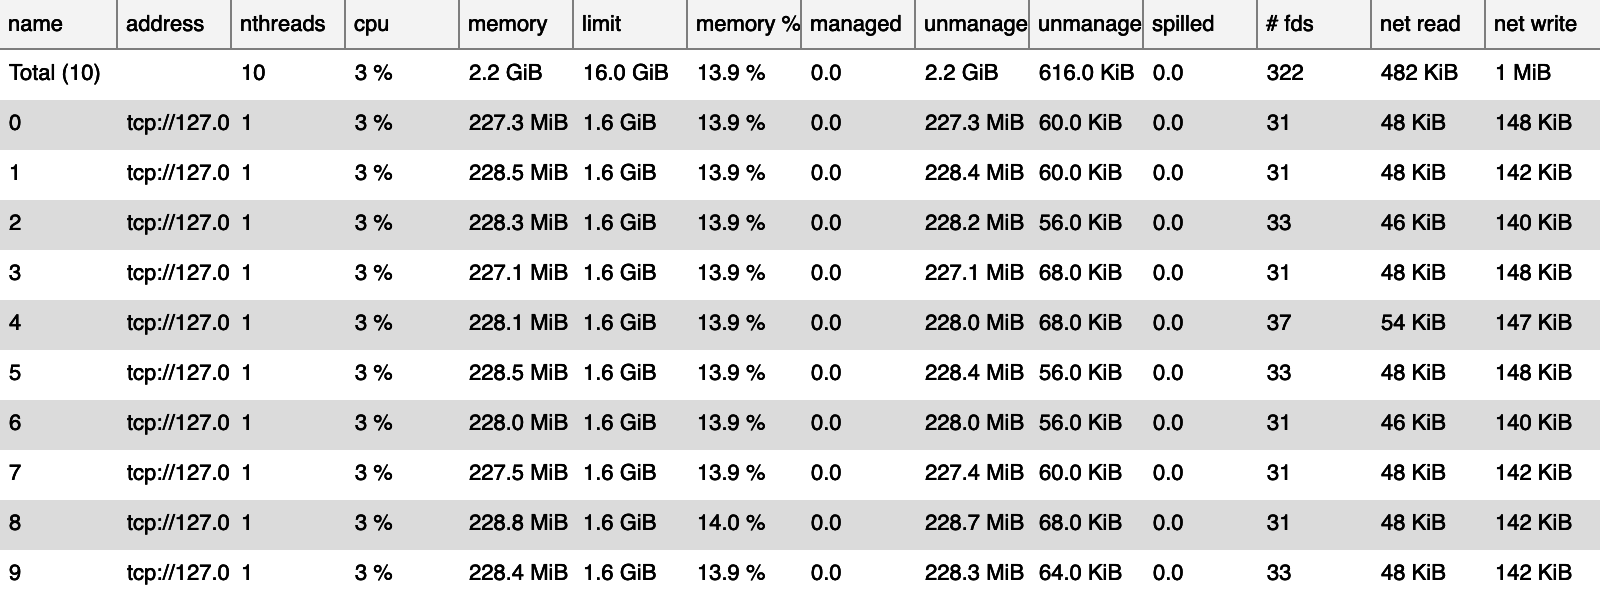 name address nthreads cpu memory limit memory % managed unmanage unmanage spilled # fds net read net write
Total (10) 10 3 % 2.2 GiB 16.0 GiB 13.9 % 0.0 2.2 GiB 616.0 KiB 0.0 322 482 KiB 1 MiB
0 tcp://127.0 1 3 % 227.3 MiB 1.6 GiB 13.9 % 0.0 227.3 MiB 60.0 KiB 0.0 31 48 KiB 148 KiB
1 tcp://127.0 1 3 % 228.5 MiB 1.6 GiB 13.9 % 0.0 228.4 MiB 60.0 KiB 0.0 31 48 KiB 142 KiB
2 tcp://127.0 1 3 % 228.3 MiB 1.6 GiB 13.9 % 0.0 228.2 MiB 56.0 KiB 0.0 33 46 KiB 140 KiB
3 tcp://127.0 1 3 % 227.1 MiB 1.6 GiB 13.9 % 0.0 227.1 MiB 68.0 KiB 0.0 31 48 KiB 148 KiB
4 tcp://127.0 1 3 % 228.1 MiB 1.6 GiB 13.9 % 0.0 228.0 MiB 68.0 KiB 0.0 37 54 KiB 147 KiB
5 tcp://127.0 1 3 % 228.5 MiB 1.6 GiB 13.9 % 0.0 228.4 MiB 56.0 KiB 0.0 33 48 KiB 148 KiB
6 tcp://127.0 1 3 % 228.0 MiB 1.6 GiB 13.9 % 0.0 228.0 MiB 56.0 KiB 0.0 31 46 KiB 140 KiB
7 tcp://127.0 1 3 % 227.5 MiB 1.6 GiB 13.9 % 0.0 227.4 MiB 60.0 KiB 0.0 31 48 KiB 142 KiB
8 tcp://127.0 1 3 % 228.8 MiB 1.6 GiB 14.0 % 0.0 228.7 MiB 68.0 KiB 0.0 31 48 KiB 142 KiB
9 tcp://127.0 1 3 % 228.4 MiB 1.6 GiB 13.9 % 0.0 228.3 MiB 64.0 KiB 0.0 33 48 KiB 142 KiB